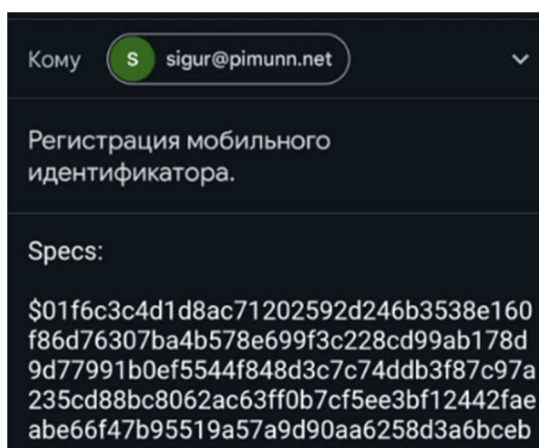 Кому S sigur@pimunn.net
Регистрация мобильного
идентификатора.
Specs:
$01f6c3c4d1d8ac71202592d246b3538e160
f86d76307ba4b578e699f3c228cd99ab178d
9d77991b0ef5544f848d3c7c74ddb3f87c97a
235cd88bc8062ac63ff0b7cf5ee3bf12442fae
abe66f47b95519a57a9d90aa6258d3a6bceb